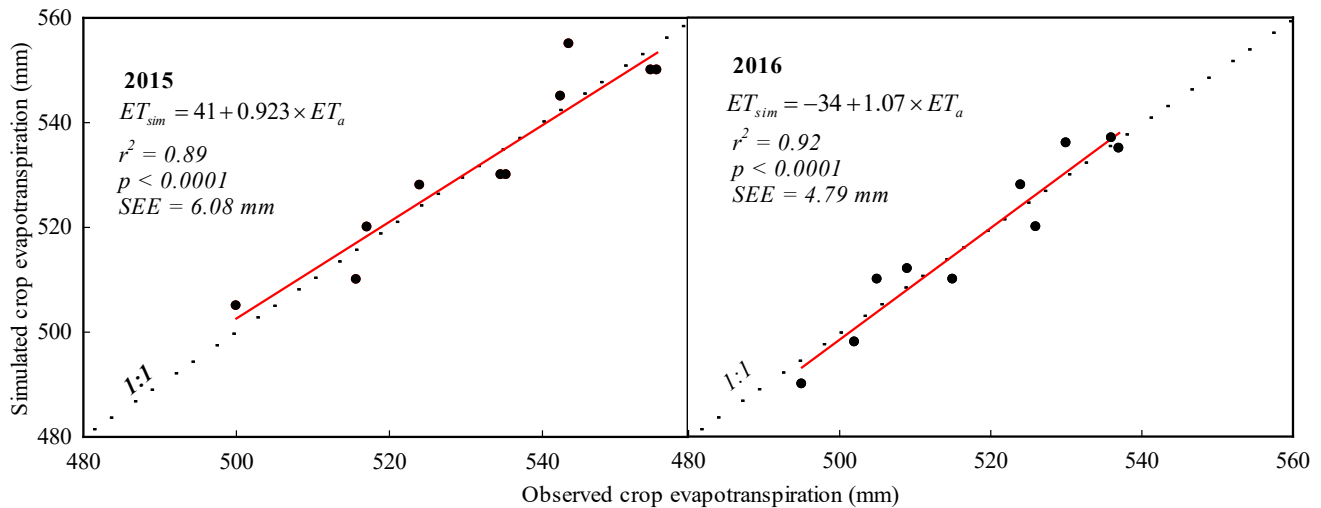 Simulated crop evapotranspiration (mm)
560
540
520
500
480
2015
ET_sim = 41+0.923×ET_a
r² = 0.89
p < 0.0001
SEE = 6.08 mm
1:1
480 500 520 540
2016
ET_sim = −34+1.07×ET_a
r² = 0.92
p < 0.0001
SEE = 4.79 mm
1:1
480 500 520 540 560
Observed crop evapotranspiration (mm)